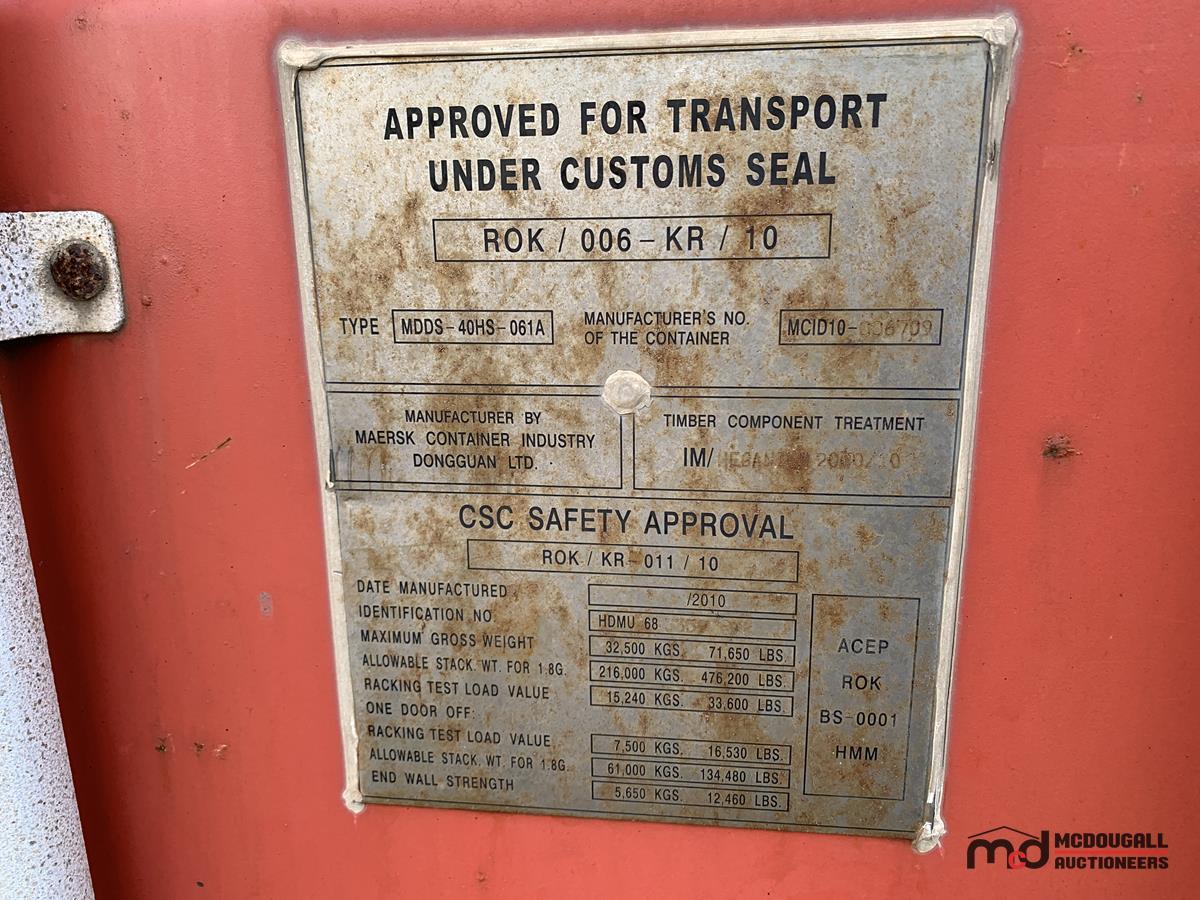 APPROVED FOR TRANSPORT
UNDER CUSTOMS SEAL
ROK / 006 - KR / 10
TYPE MDDS-40HS-061A MANUFACTURER'S NO. OF THE CONTAINER MCID10-006709
MANUFACTURER BY
MAERSK CONTAINER INDUSTRY
DONGGUAN LTD.
TIMBER COMPONENT TREATMENT
IM/ 2000/10
CSC SAFETY APPROVAL
ROK / KR-011 / 10
DATE MANUFACTURED /2010
IDENTIFICATION NO. HDMU 68
MAXIMUM GROSS WEIGHT 32,500 KGS. 71,650 LBS.
ALLOWABLE STACK. WT. FOR 1.8G. 216,000 KGS. 476,200 LBS.
RACKING TEST LOAD VALUE 15,240 KGS. 33,600 LBS.
ONE DOOR OFF:
RACKING TEST LOAD VALUE 7,500 KGS. 16,530 LBS.
ALLOWABLE STACK. WT. FOR 1.8G. 61,000 KGS. 134,480 LBS.
END WALL STRENGTH 5,650 KGS. 12,460 LBS.
ACEP
ROK
BS-0001
HMM
mcd MCDOUGALL
AUCTIONEERS